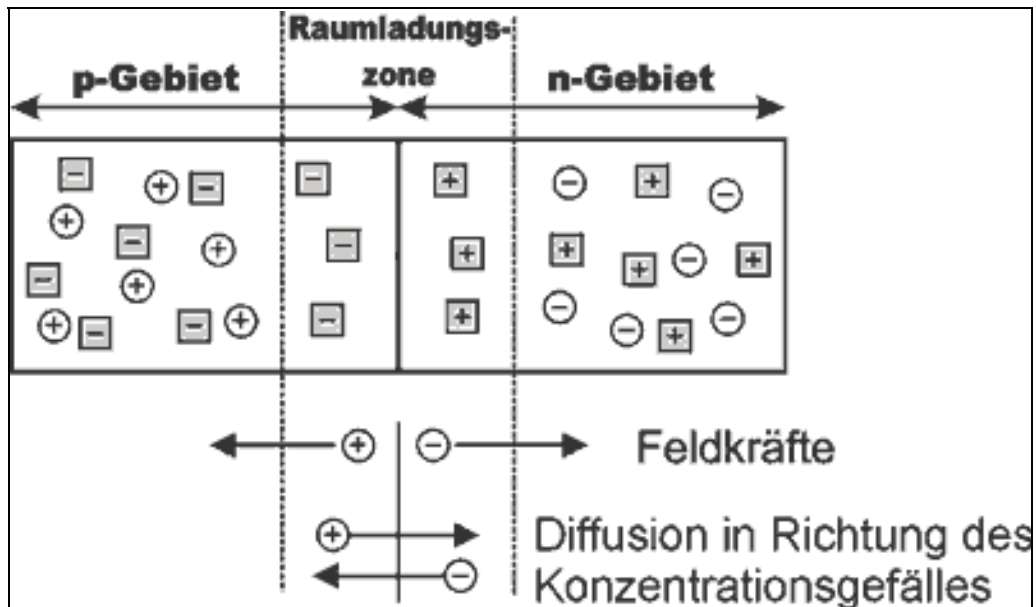 Raumladungs-
zone
p-Gebiet
n-Gebiet
Feldkräfte
Diffusion in Richtung des
Konzentrationsgefälles